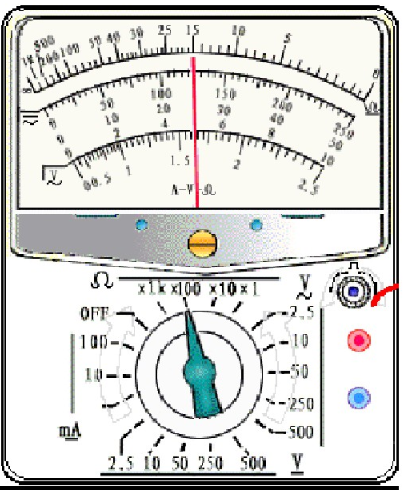 1k 500 200 100 50 40 30 25 15 10 5 0
∞ Ω
0 50 100 150 200 250
0 10 20 30 40 50
0 2 4 6 8 10
V 0 0.5 1 1.5 2 2.5
A-V-Ω
Ω ×1k ×100 ×10 ×1 V
OFF 2.5
100 10
10 50
1 250
mA 500
2.5 10 50 250 500 V